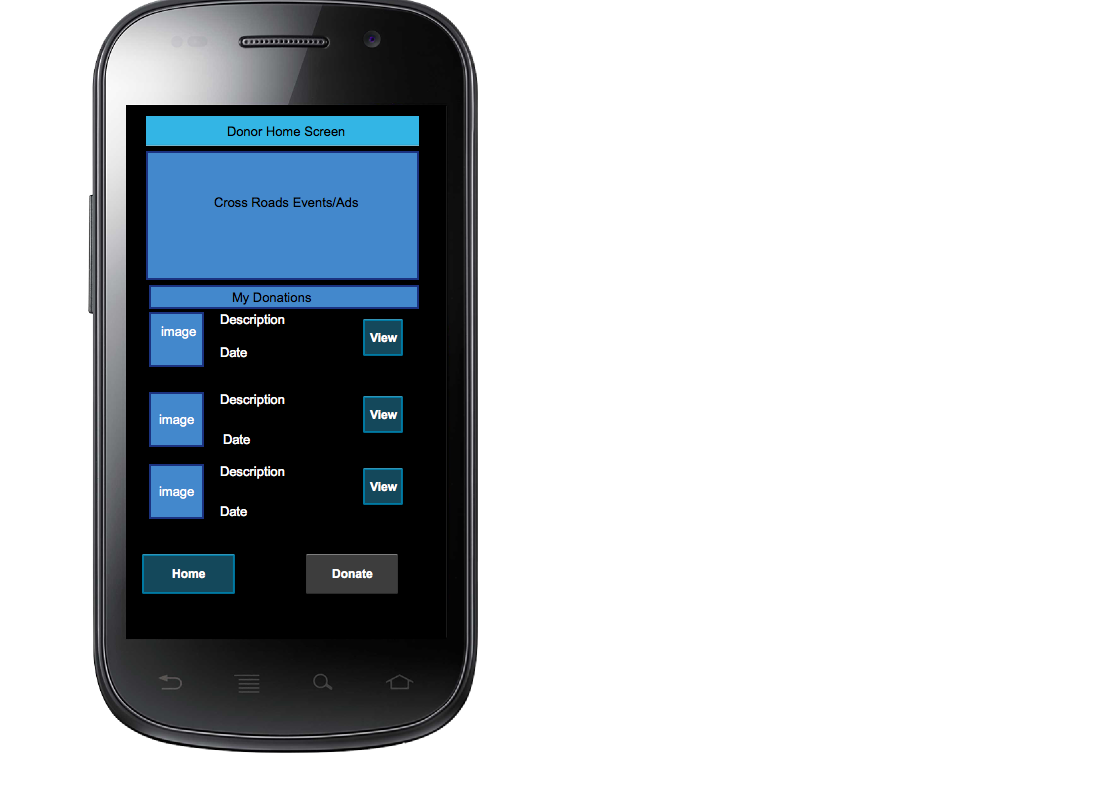 Donor Home Screen
Cross Roads Events/Ads
My Donations
image
Description
Date
View
image
Description
Date
View
image
Description
Date
View
Home
Donate